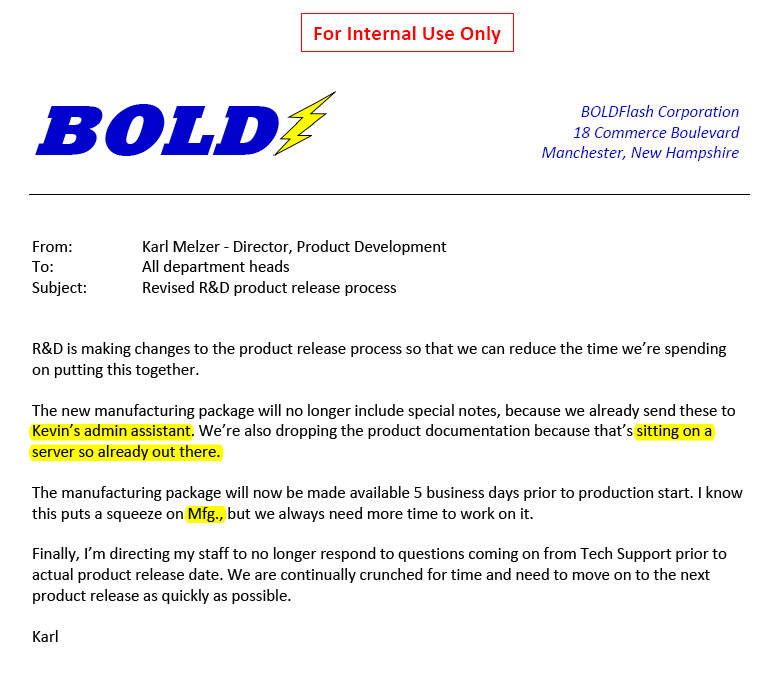 For Internal Use Only
BOLD
BOLDFlash Corporation
18 Commerce Boulevard
Manchester, New Hampshire
From: Karl Melzer - Director, Product Development
To: All department heads
Subject: Revised R&D product release process
R&D is making changes to the product release process so that we can reduce the time we’re spending
on putting this together.
The new manufacturing package will no longer include special notes, because we already send these to
Kevin’s admin assistant. We’re also dropping the product documentation because that’s sitting on a
server so already out there.
The manufacturing package will now be made available 5 business days prior to production start. I know
this puts a squeeze on Mfg., but we always need more time to work on it.
Finally, I’m directing my staff to no longer respond to questions coming on from Tech Support prior to
actual product release date. We are continually crunched for time and need to move on to the next
product release as quickly as possible.
Karl